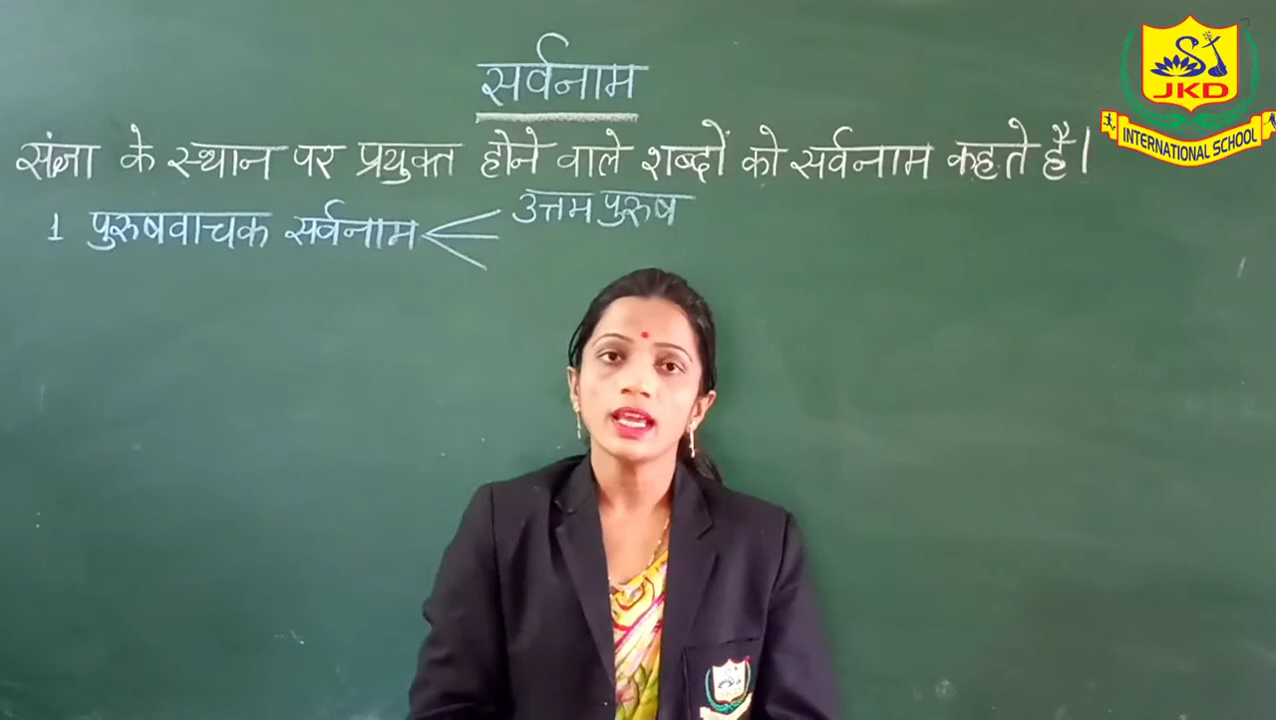 सर्वनाम
संज्ञा के स्थान पर प्रयुक्त होने वाले शब्दों को सर्वनाम कहते है।
1 पुरुषवाचक सर्वनाम
उत्तम पुरुष
JKD
INTERNATIONAL SCHOOL